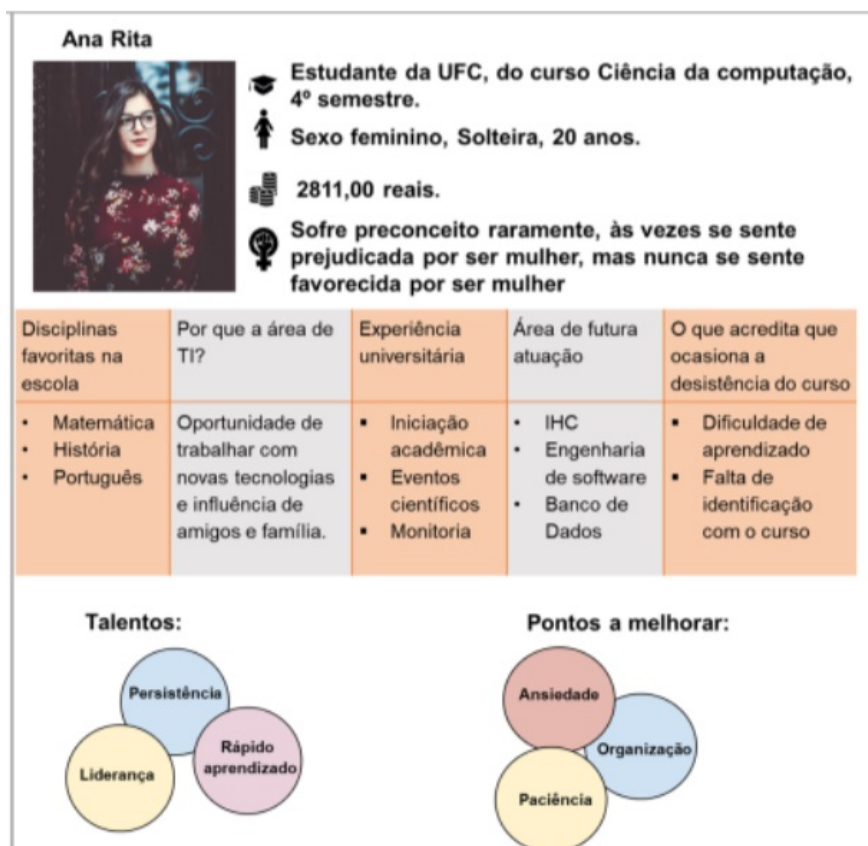 Ana Rita
Estudante da UFC, do curso Ciência da computação,
4º semestre.
Sexo feminino, Solteira, 20 anos.
2811,00 reais.
Sofre preconceito raramente, às vezes se sente
prejudicada por ser mulher, mas nunca se sente
favorecida por ser mulher
Disciplinas
favoritas na
escola
Por que a área de
TI?
Experiência
universitária
Área de futura
atuação
O que acredita que
ocasiona a
desistência do curso
• Matemática
• História
• Português
Oportunidade de
trabalhar com
novas tecnologias
e influência de
amigos e família.
▪ Iniciação
acadêmica
▪ Eventos
científicos
▪ Monitoria
• IHC
• Engenharia
de software
• Banco de
Dados
▪ Dificuldade de
aprendizado
▪ Falta de
identificação
com o curso
Talentos:
Persistência
Rápido
aprendizado
Liderança
Pontos a melhorar:
Ansiedade
Organização
Paciência